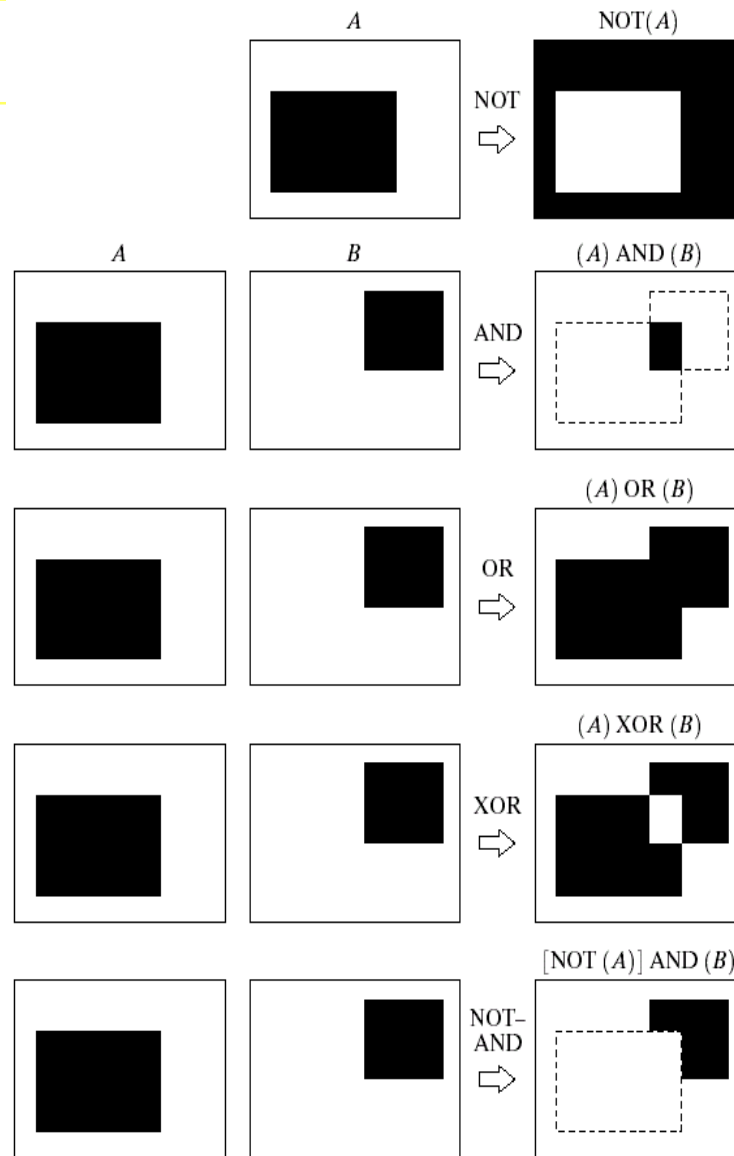 A NOT(A)
NOT
A B (A) AND (B)
AND
(A) OR (B)
OR
(A) XOR (B)
XOR
[NOT (A)] AND (B)
NOT–
AND